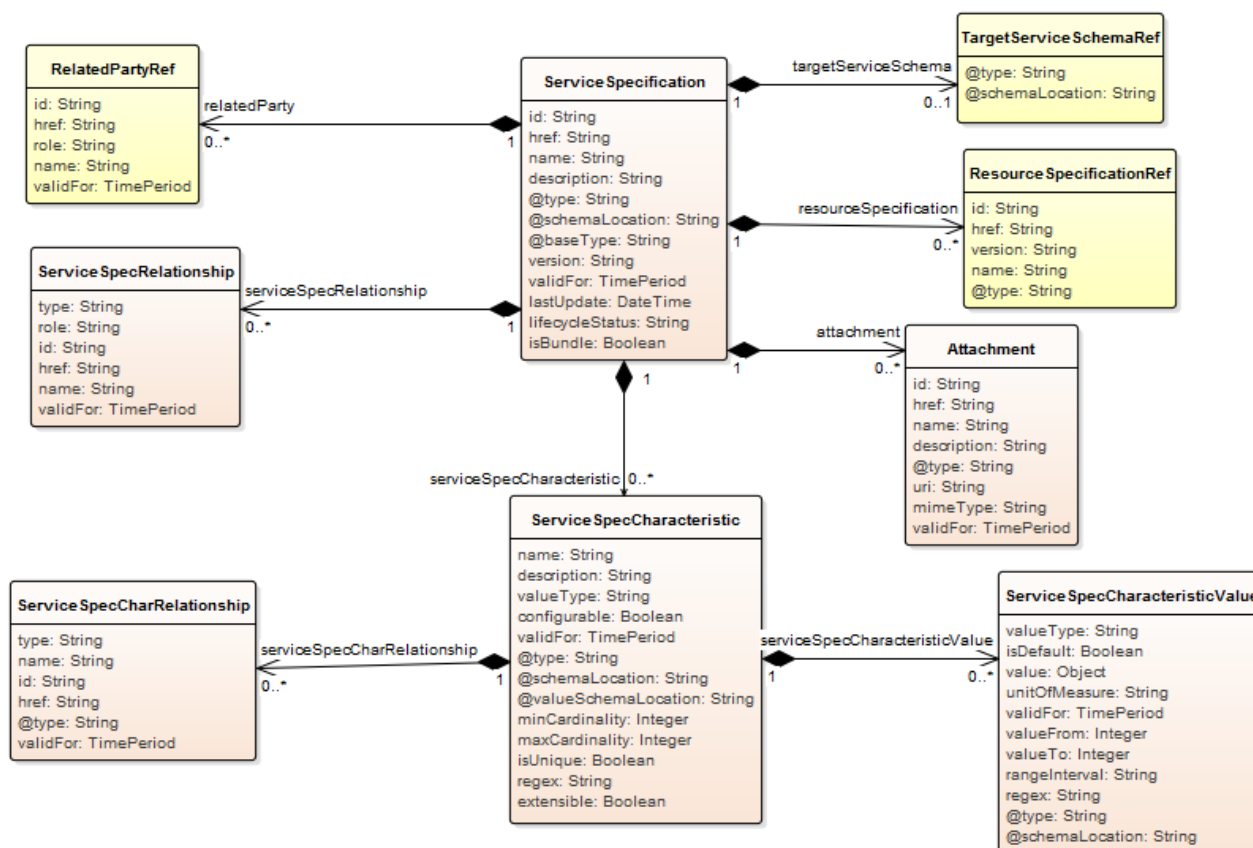 RelatedPartyRef
id: String
href: String
role: String
name: String
validFor: TimePeriod
relatedParty
0..*
1
ServiceSpecification
id: String
href: String
name: String
description: String
@type: String
@schemaLocation: String
@baseType: String
version: String
validFor: TimePeriod
lastUpdate: DateTime
lifecycleStatus: String
isBundle: Boolean
targetServiceSchema
1
0..1
TargetServiceSchemaRef
@type: String
@schemaLocation: String
resourceSpecification
1
0..*
ResourceSpecificationRef
id: String
href: String
version: String
name: String
@type: String
ServiceSpecRelationship
type: String
role: String
id: String
href: String
name: String
validFor: TimePeriod
serviceSpecRelationship
0..*
1
attachment
1
0..*
Attachment
id: String
href: String
name: String
description: String
@type: String
uri: String
mimeType: String
validFor: TimePeriod
1
serviceSpecCharacteristic
0..*
ServiceSpecCharacteristic
name: String
description: String
valueType: String
configurable: Boolean
validFor: TimePeriod
@type: String
@schemaLocation: String
@valueSchemaLocation: String
minCardinality: Integer
maxCardinality: Integer
isUnique: Boolean
regex: String
extensible: Boolean
ServiceSpecCharRelationship
type: String
name: String
id: String
href: String
@type: String
validFor: TimePeriod
serviceSpecCharRelationship
0..*
1
serviceSpecCharacteristicValue
1
0..*
ServiceSpecCharacteristicValue
valueType: String
isDefault: Boolean
value: Object
unitOfMeasure: String
validFor: TimePeriod
valueFrom: Integer
valueTo: Integer
rangeInterval: String
regex: String
@type: String
@schemaLocation: String